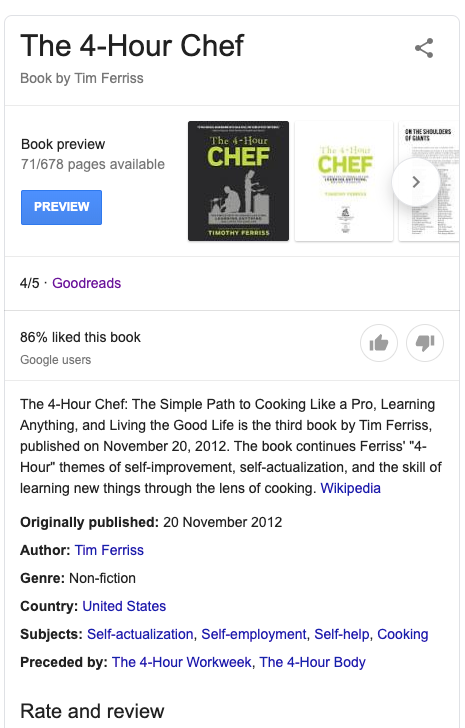 The 4-Hour Chef
Book by Tim Ferriss
Book preview
71/678 pages available
PREVIEW
The 4-Hour
CHEF
TIMOTHY FERRISS
The 4-Hour
CHEF
TIMOTHY FERRISS
ON THE SHOULDERS
OF GIANTS
4/5 · Goodreads
86% liked this book
Google users
The 4-Hour Chef: The Simple Path to Cooking Like a Pro, Learning
Anything, and Living the Good Life is the third book by Tim Ferriss,
published on November 20, 2012. The book continues Ferriss' "4-
Hour" themes of self-improvement, self-actualization, and the skill of
learning new things through the lens of cooking. Wikipedia
Originally published: 20 November 2012
Author: Tim Ferriss
Genre: Non-fiction
Country: United States
Subjects: Self-actualization, Self-employment, Self-help, Cooking
Preceded by: The 4-Hour Workweek, The 4-Hour Body
Rate and review